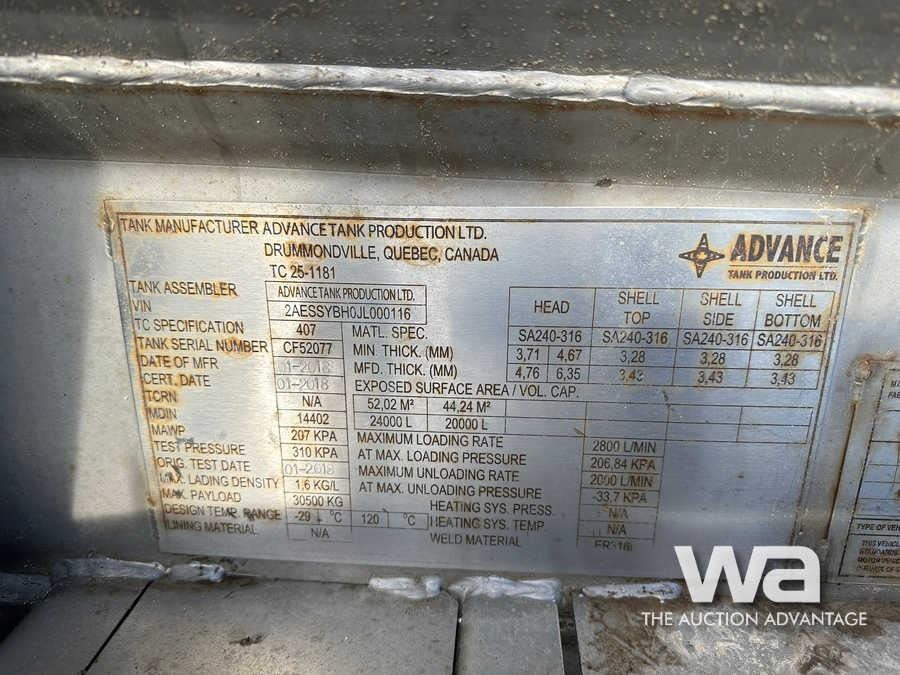 TANK MANUFACTURER ADVANCE TANK PRODUCTION LTD.
DRUMMONDVILLE, QUEBEC, CANADA
TC 25-1181
ADVANCE
TANK PRODUCTION LTD.
TANK ASSEMBLER ADVANCE TANK PRODUCTION LTD.
VIN 2AESSYBH0JL000116
TC SPECIFICATION 407
TANK SERIAL NUMBER CF52077
DATE OF MFR 01-2018
CERT. DATE 01-2018
TCRN N/A
MDIN 14402
MAWP 207 KPA
TEST PRESSURE 310 KPA
ORIG. TEST DATE 01-2018
MAX. LADING DENSITY 1,6 KG/L
MAX. PAYLOAD 30500 KG
DESIGN TEMP. RANGE -29 °C 120 °C
LINING MATERIAL N/A
HEAD SHELL TOP SHELL SIDE SHELL BOTTOM
MATL. SPEC. SA240-316 SA240-316 SA240-316 SA240-316
MIN THICK. (MM) 3,71 4,67 3,28 3,28 3,28
MFD. THICK. (MM) 4,76 6,35 3,43 3,43 3,43
EXPOSED SURFACE AREA / VOL. CAP.
52,02 M² 44,24 M²
24000 L 20000 L
MAXIMUM LOADING RATE 2800 L/MIN
AT MAX. LOADING PRESSURE 206,84 KPA
MAXIMUM UNLOADING RATE 2000 L/MIN
AT MAX. UNLOADING PRESSURE -33,7 KPA
HEATING SYS. PRESS. N/A
HEATING SYS. TEMP. N/A
WELD MATERIAL ER316
TYPE OF VEH
THIS VEHICL
wa
THE AUCTION ADVANTAGE